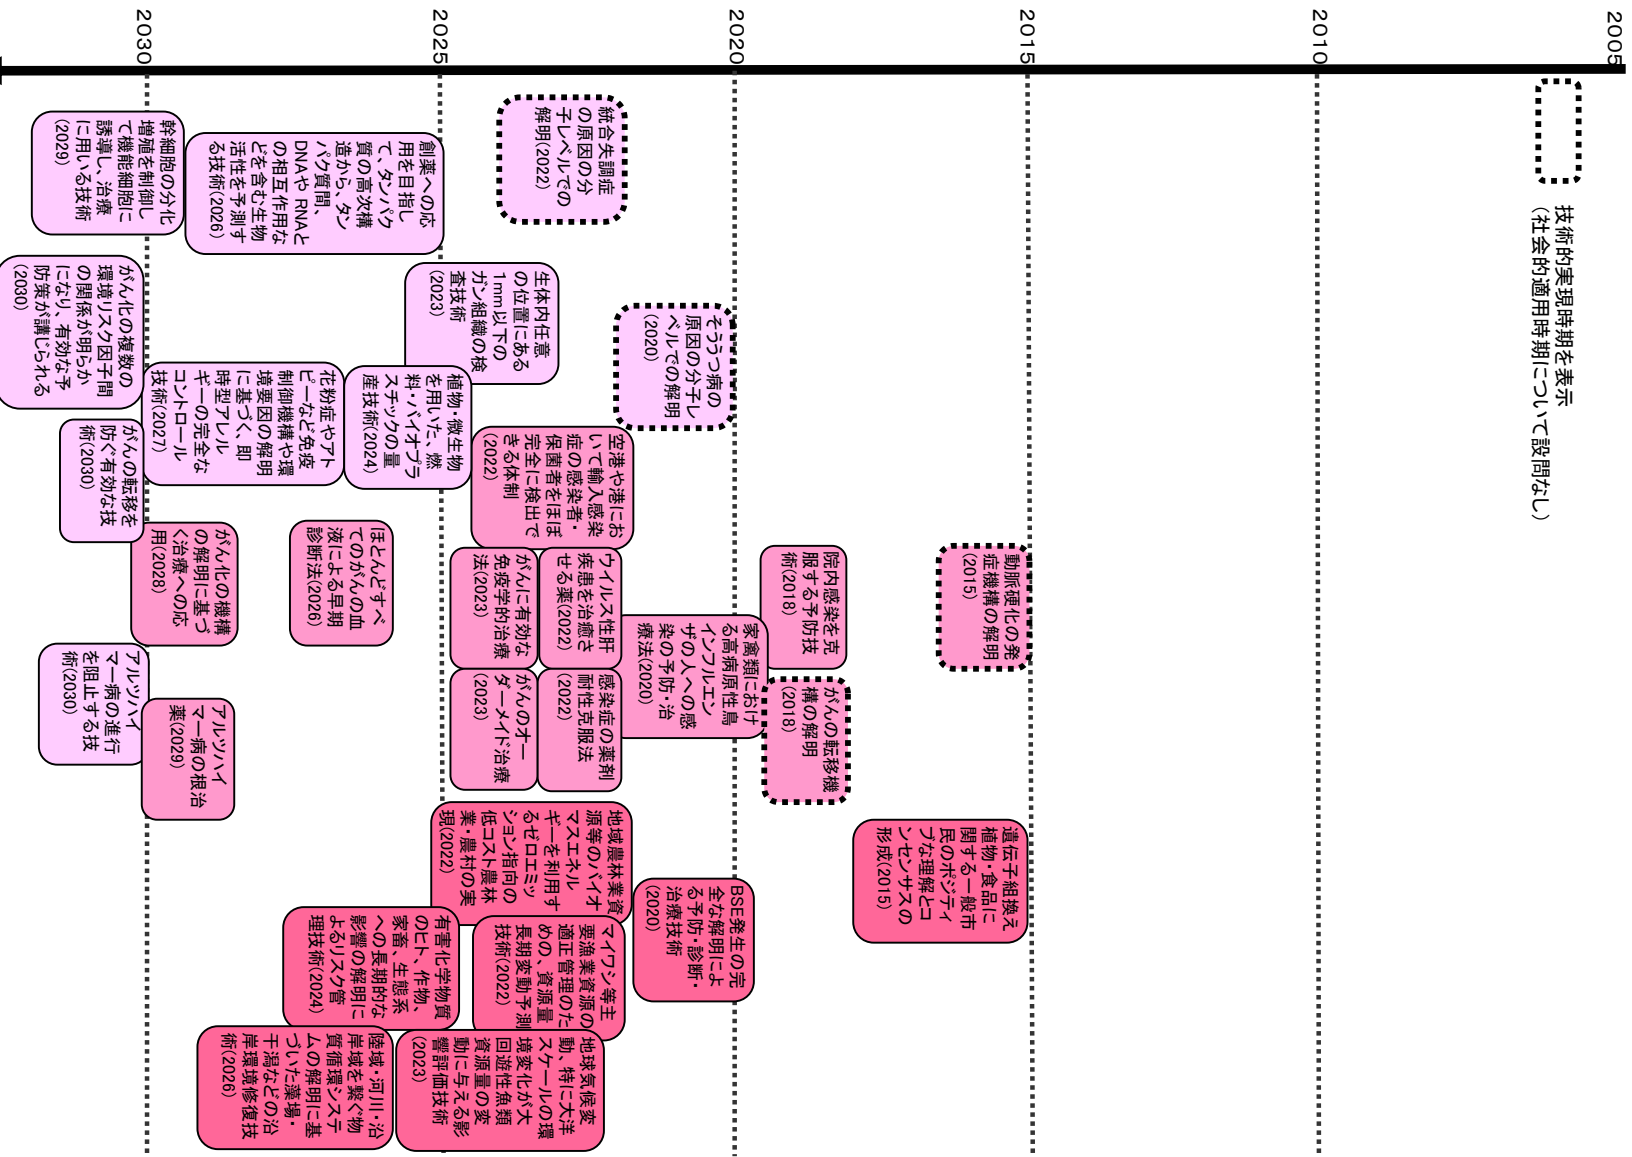 2005
2010
2015
2020
2025
2030
技術的実現時期を表示
（社会的適用時期について設問なし）
動脈硬化の発
症機構の解明
(2015)
遺伝子組換え
植物・食品に
関する一般市
民のポジティ
ブな理解とコ
ンセンサスの
形成(2015)
院内感染を克
服する予防技
術(2018)
がんの転移機
構の解明
(2018)
そううつ病の
原因の分子レ
ベルでの解明
(2020)
家禽類におけ
る高病原性鳥
インフルエン
ザの人への感
染の予防・治
療法(2020)
BSE発生の完
全な解明によ
る予防・診断・
治療技術
(2020)
統合失調症
の原因の分
子レベルでの
解明(2022)
空港や港にお
いて輸入感染
症の感染者・
保菌者をほぼ
完全に検出で
きる体制
(2022)
ウイルス性肝
疾患を治癒さ
せる薬(2022)
感染症の薬剤
耐性克服法
(2022)
地域農林業資
源等のバイオ
マスエネル
ギーを利用す
るゼロエミッ
ション指向の
低コスト農林
業・農村の実
現(2022)
マイワシ等主
要漁業資源の
適正管理のた
めの、資源量
長期変動予測
技術(2022)
地球気候変
動、特に大洋
スケールの環
境変化が大
回遊性魚類
資源量の変
動に与える影
響評価技術
(2023)
生体内任意
の位置にある
1mm以下の
ガン組織の検
査技術
(2023)
がんに有効な
免疫学的治療
法(2023)
がんのオー
ダーメイド治療
(2023)
植物・微生物
を用いた、燃
料・バイオプラ
スチックの量
産技術(2024)
有害化学物質
のヒト、作物、
家畜、生態系
への長期的な
影響の解明に
よるリスク管
理技術(2024)
創薬への応
用を目指し
て、タンパク
質の高次構
造から、タン
パク質間、
DNAや RNAと
の相互作用な
どを含む生物
活性を予測す
る技術(2026)
ほとんどすべ
てのがんの血
液による早期
診断法(2026)
陸域・河川・沿
岸域を繋ぐ物
質循環システ
ムの解明に基
づいた藻場・
干潟などの沿
岸環境修復技
術(2026)
花粉症やアト
ピーなど免疫
制御機構や環
境要因の解明
に基づく、即
時型アレル
ギーの完全な
コントロール
技術(2027)
がん化の機構
の解明に基づ
く治療への応
用(2028)
アルツハイ
マー病の根治
薬(2029)
幹細胞の分化
増殖を制御し
て機能細胞に
誘導し、治療
に用いる技術
(2029)
がん化の複数の
環境リスク因子間
の関係が明らか
になり、有効な予
防策が講じられる
(2030)
がんの転移を
防ぐ有効な技
術(2030)
アルツハイ
マー病の進行
を阻止する技
術(2030)